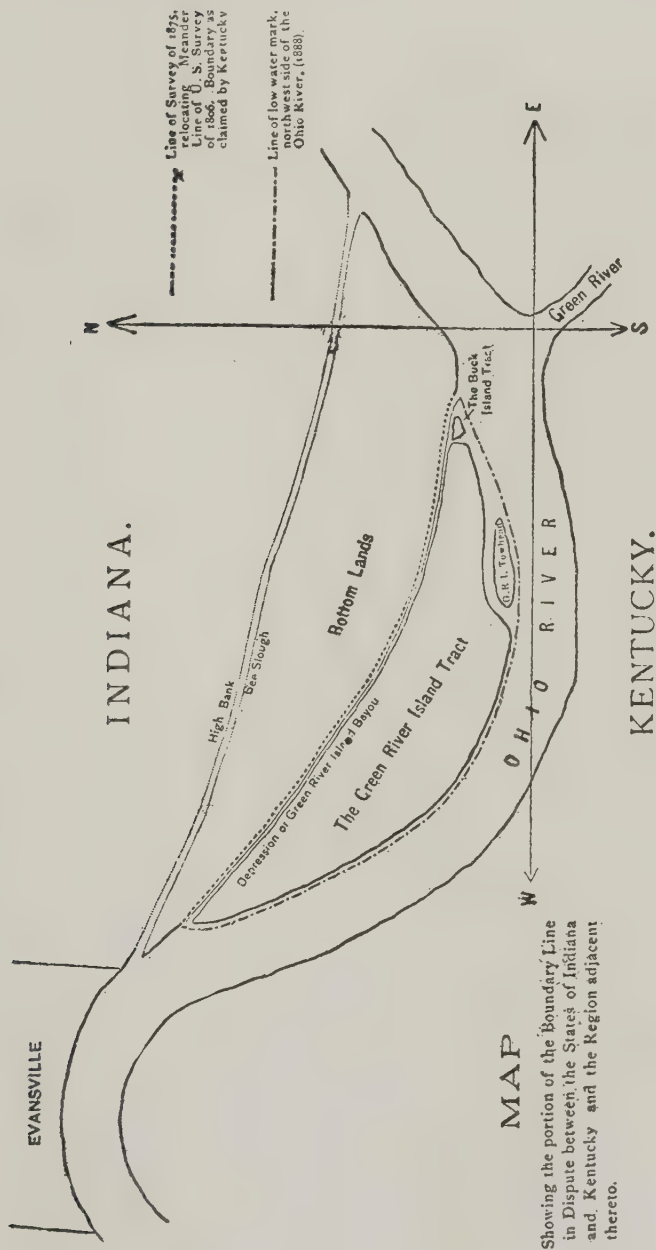 INDIANA.
Line of Survey of 1875,
relocating Meander
Line of U. S. Survey
of 1806. Boundary as
claimed by Kentucky
Line of low water mark,
northwest side of the
Ohio River, (1888).
N
EVANSVILLE
High Bank
Sea Slough
Bottom Lands
Depression or Green River Island Bayou
The Green River Island Tract
The Buck
Island Tract
G.R.I. Towhead
Green River
E
W
S
OHIO RIVER
KENTUCKY.
MAP
Showing the portion of the Boundary Line
in Dispute between the States of Indiana
and Kentucky and the Region adjacent
thereto.